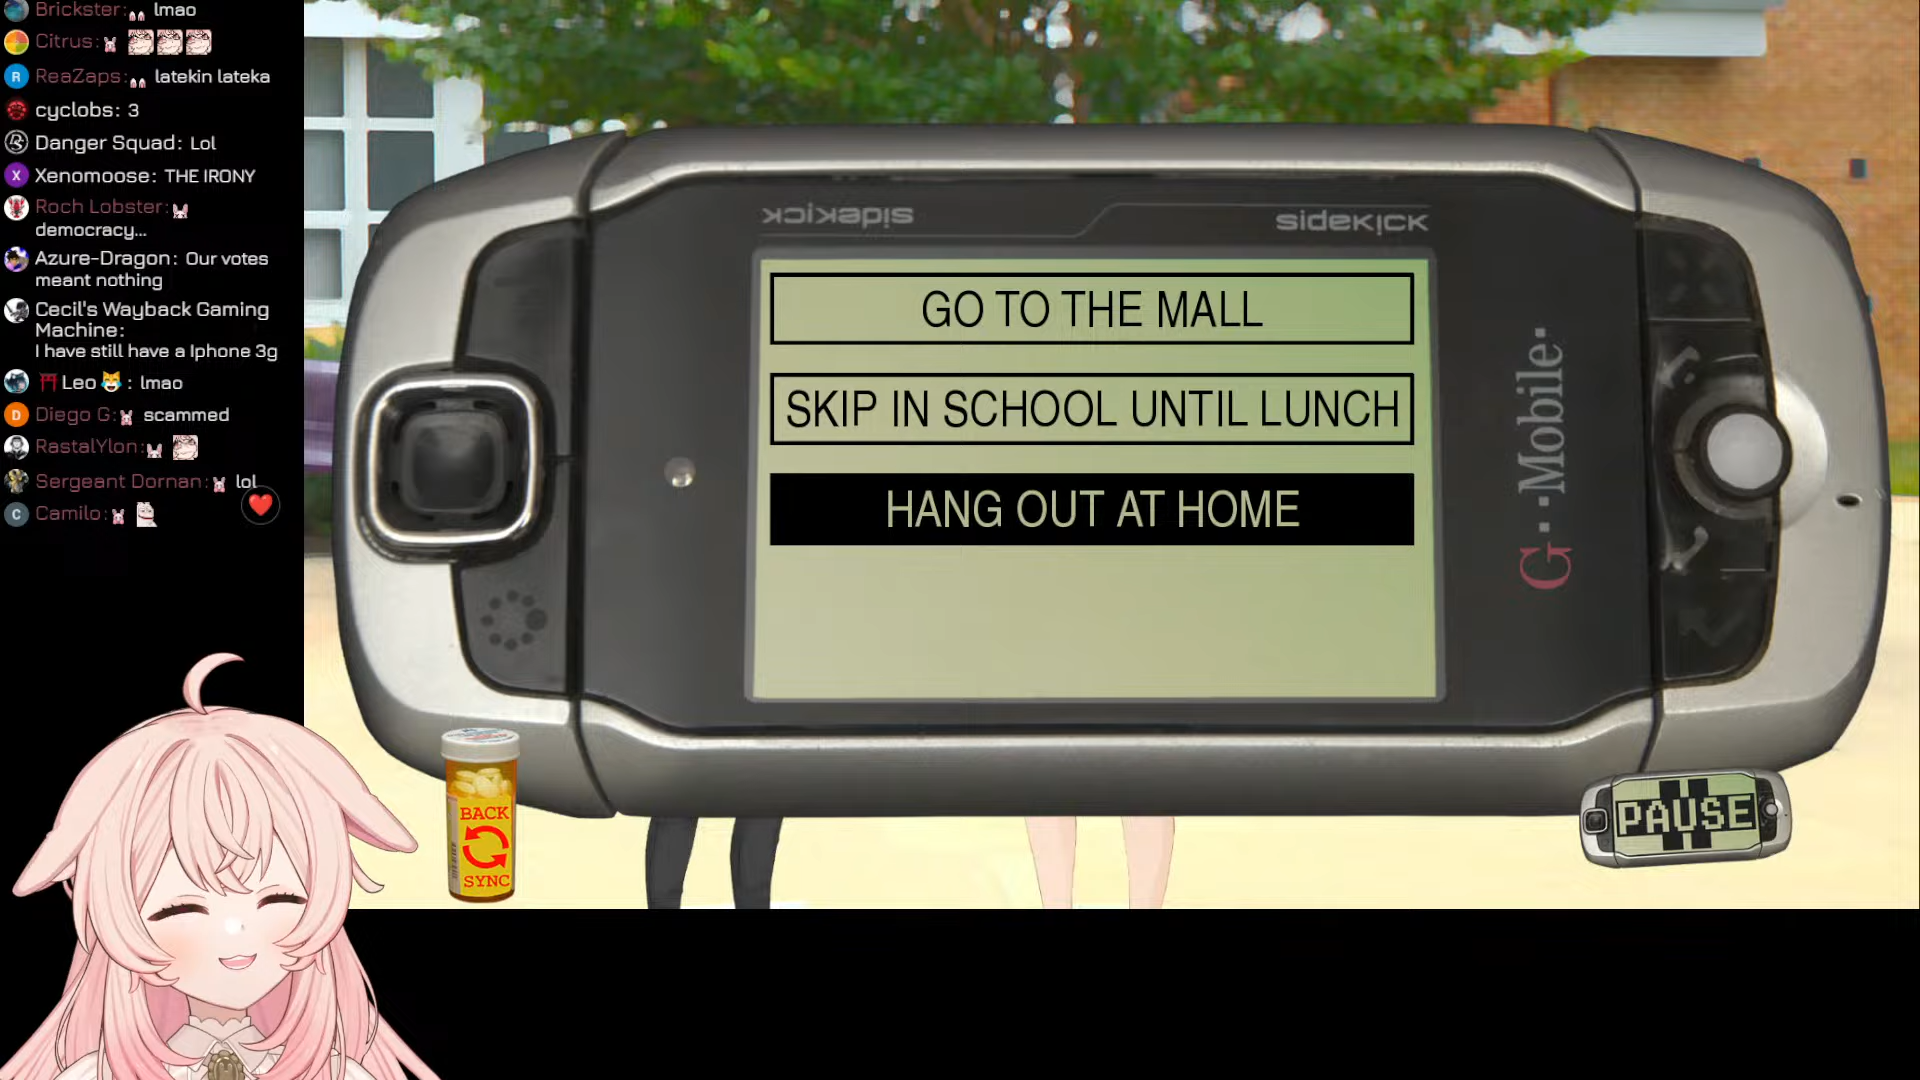 Brickster: lmao
Citrus:
R ReaZaps: latekin lateka
cyclobs: 3
Danger Squad: Lol
X Xenomoose: THE IRONY
Roch Lobster:
democracy...
Azure-Dragon: Our votes
meant nothing
Cecil's Wayback Gaming
Machine:
I have still have a Iphone 3g
Leo : lmao
D Diego G: scammed
RastalYlon:
Sergeant Dornan: lol
C Camilo:
sidekick
sidekick
GO TO THE MALL
SKIP IN SCHOOL UNTIL LUNCH
HANG OUT AT HOME
G··Mobile·
BACK
SYNC
PAUSE